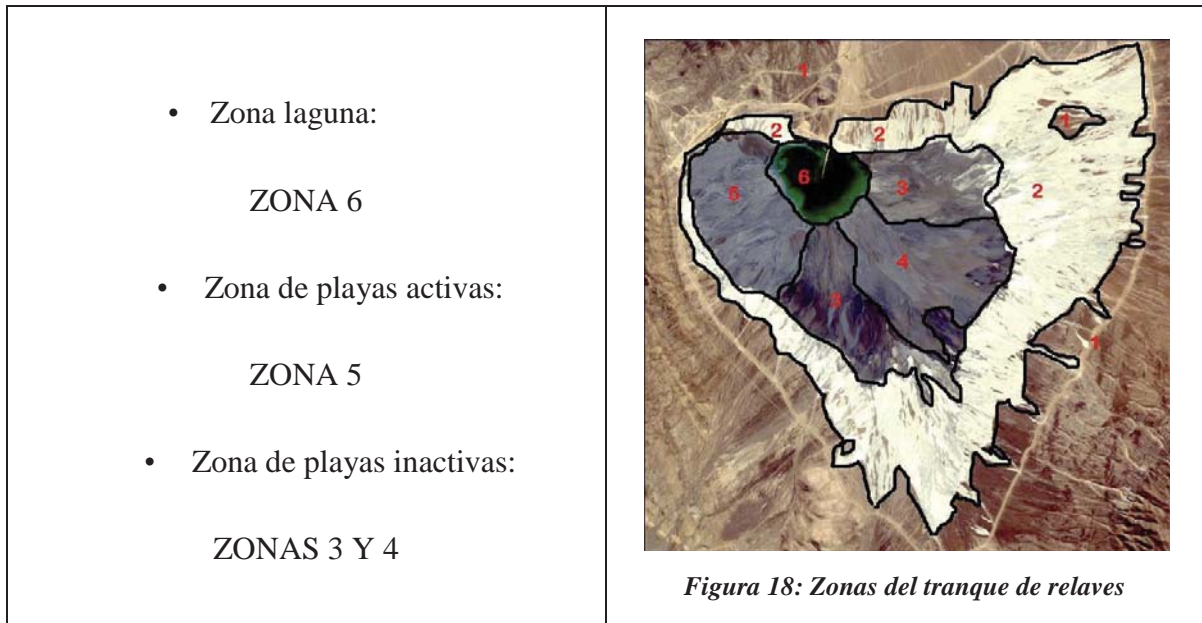 • Zona laguna:
ZONA 6
• Zona de playas activas:
ZONA 5
• Zona de playas inactivas:
ZONAS 3 Y 4
1
1
2
2
6
3
5
2
4
3
1
Figura 18: Zonas del tranque de relaves